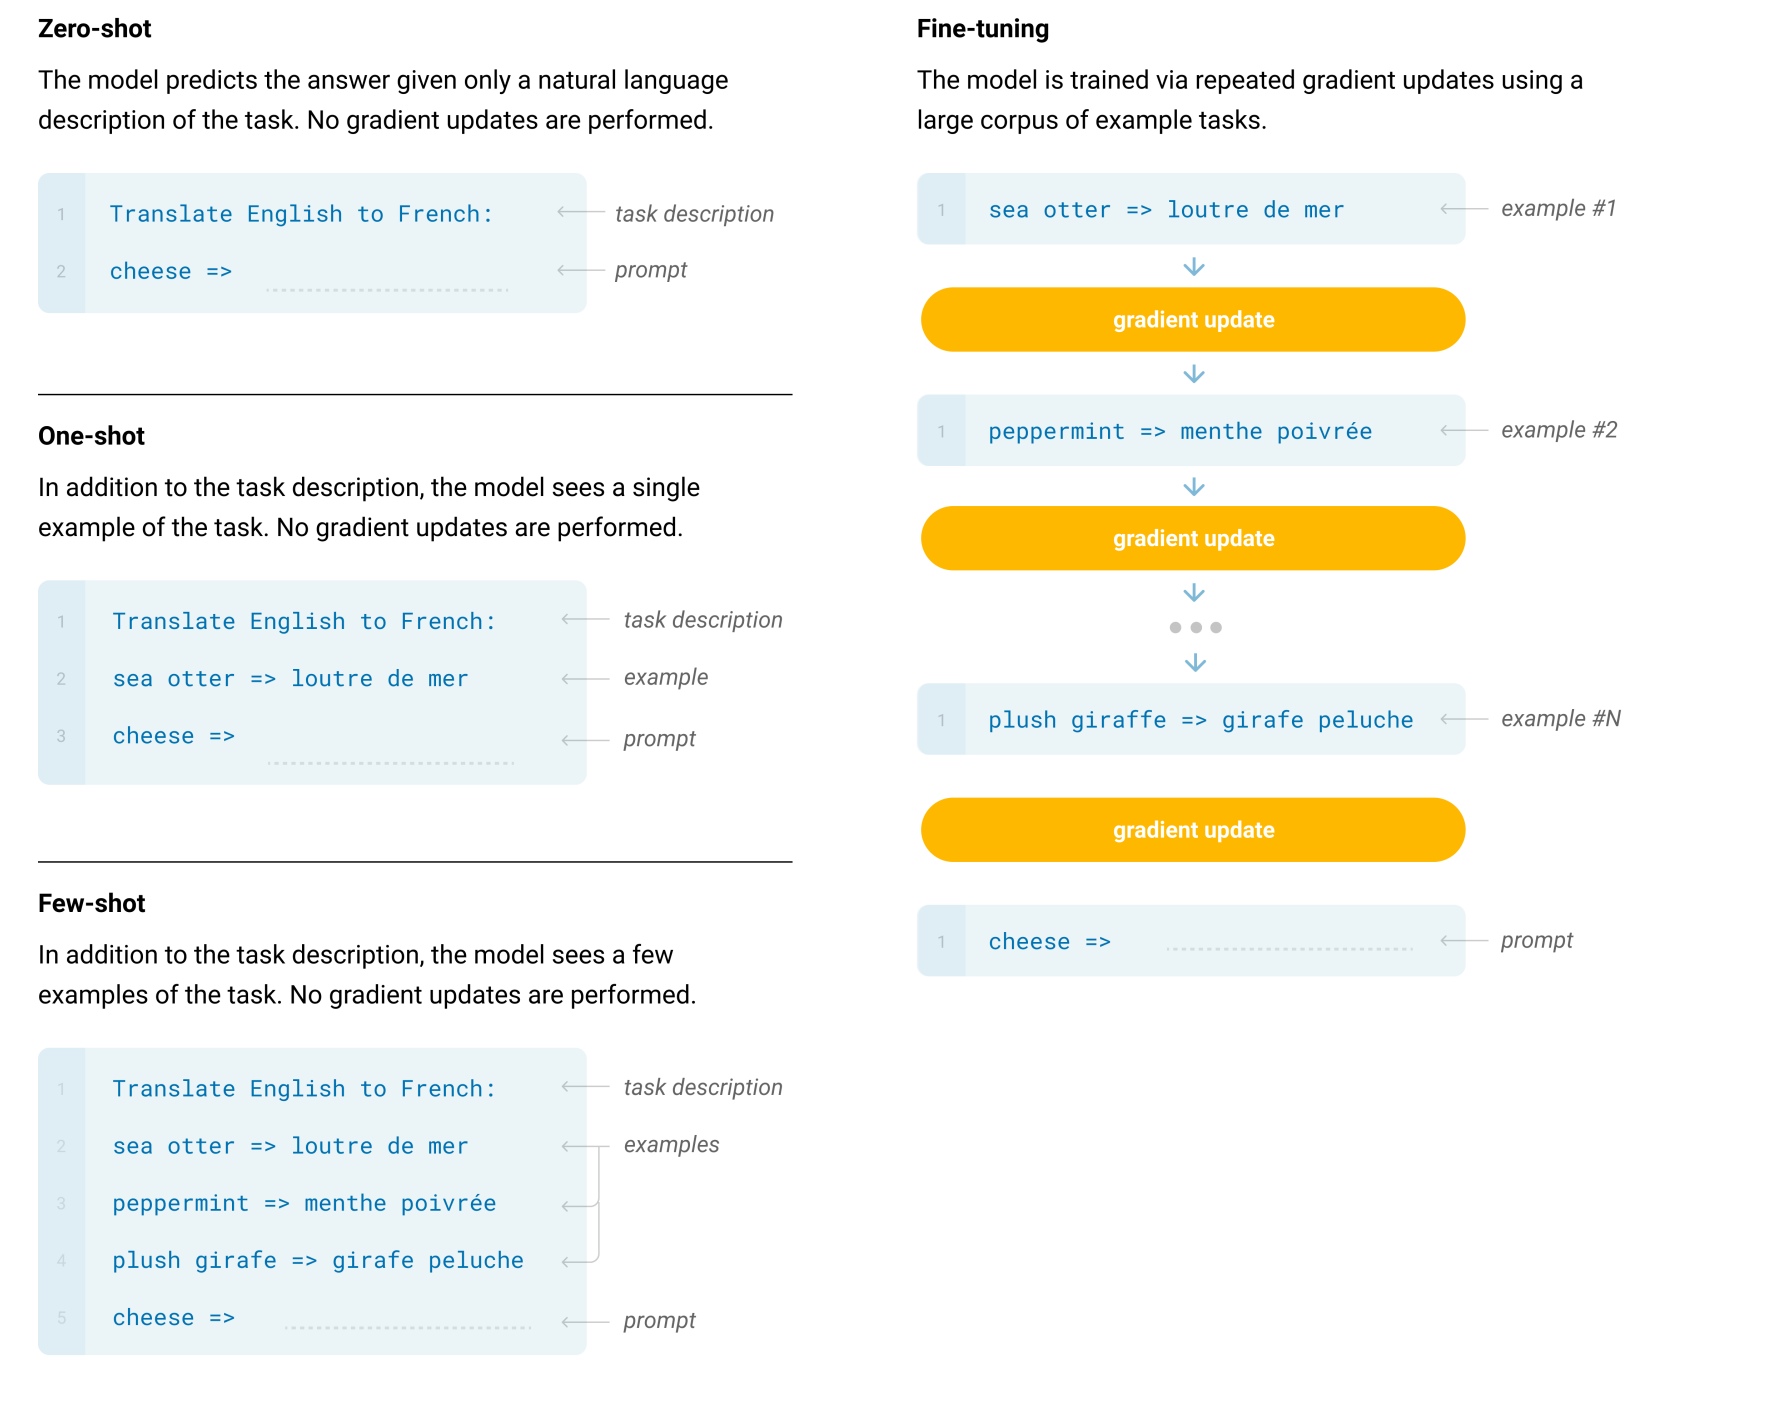 Zero-shot
The model predicts the answer given only a natural language
description of the task. No gradient updates are performed.
1 Translate English to French: task description
2 cheese => prompt
One-shot
In addition to the task description, the model sees a single
example of the task. No gradient updates are performed.
1 Translate English to French: task description
2 sea otter => loutre de mer example
3 cheese => prompt
Few-shot
In addition to the task description, the model sees a few
examples of the task. No gradient updates are performed.
1 Translate English to French: task description
2 sea otter => loutre de mer examples
3 peppermint => menthe poivrée
4 plush girafe => girafe peluche
5 cheese => prompt
Fine-tuning
The model is trained via repeated gradient updates using a
large corpus of example tasks.
1 sea otter => loutre de mer example #1
gradient update
1 peppermint => menthe poivrée example #2
gradient update
1 plush giraffe => girafe peluche example #N
gradient update
1 cheese => prompt